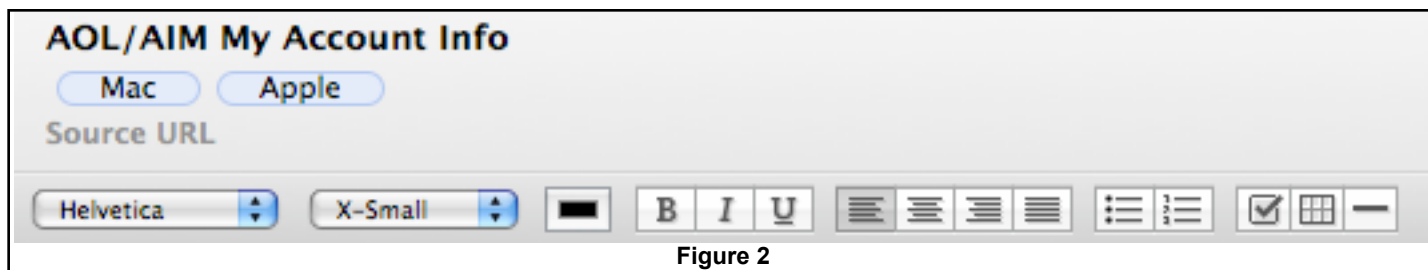 AOL/AIM My Account Info
Mac Apple
Source URL
Helvetica X-Small B I U
Figure 2